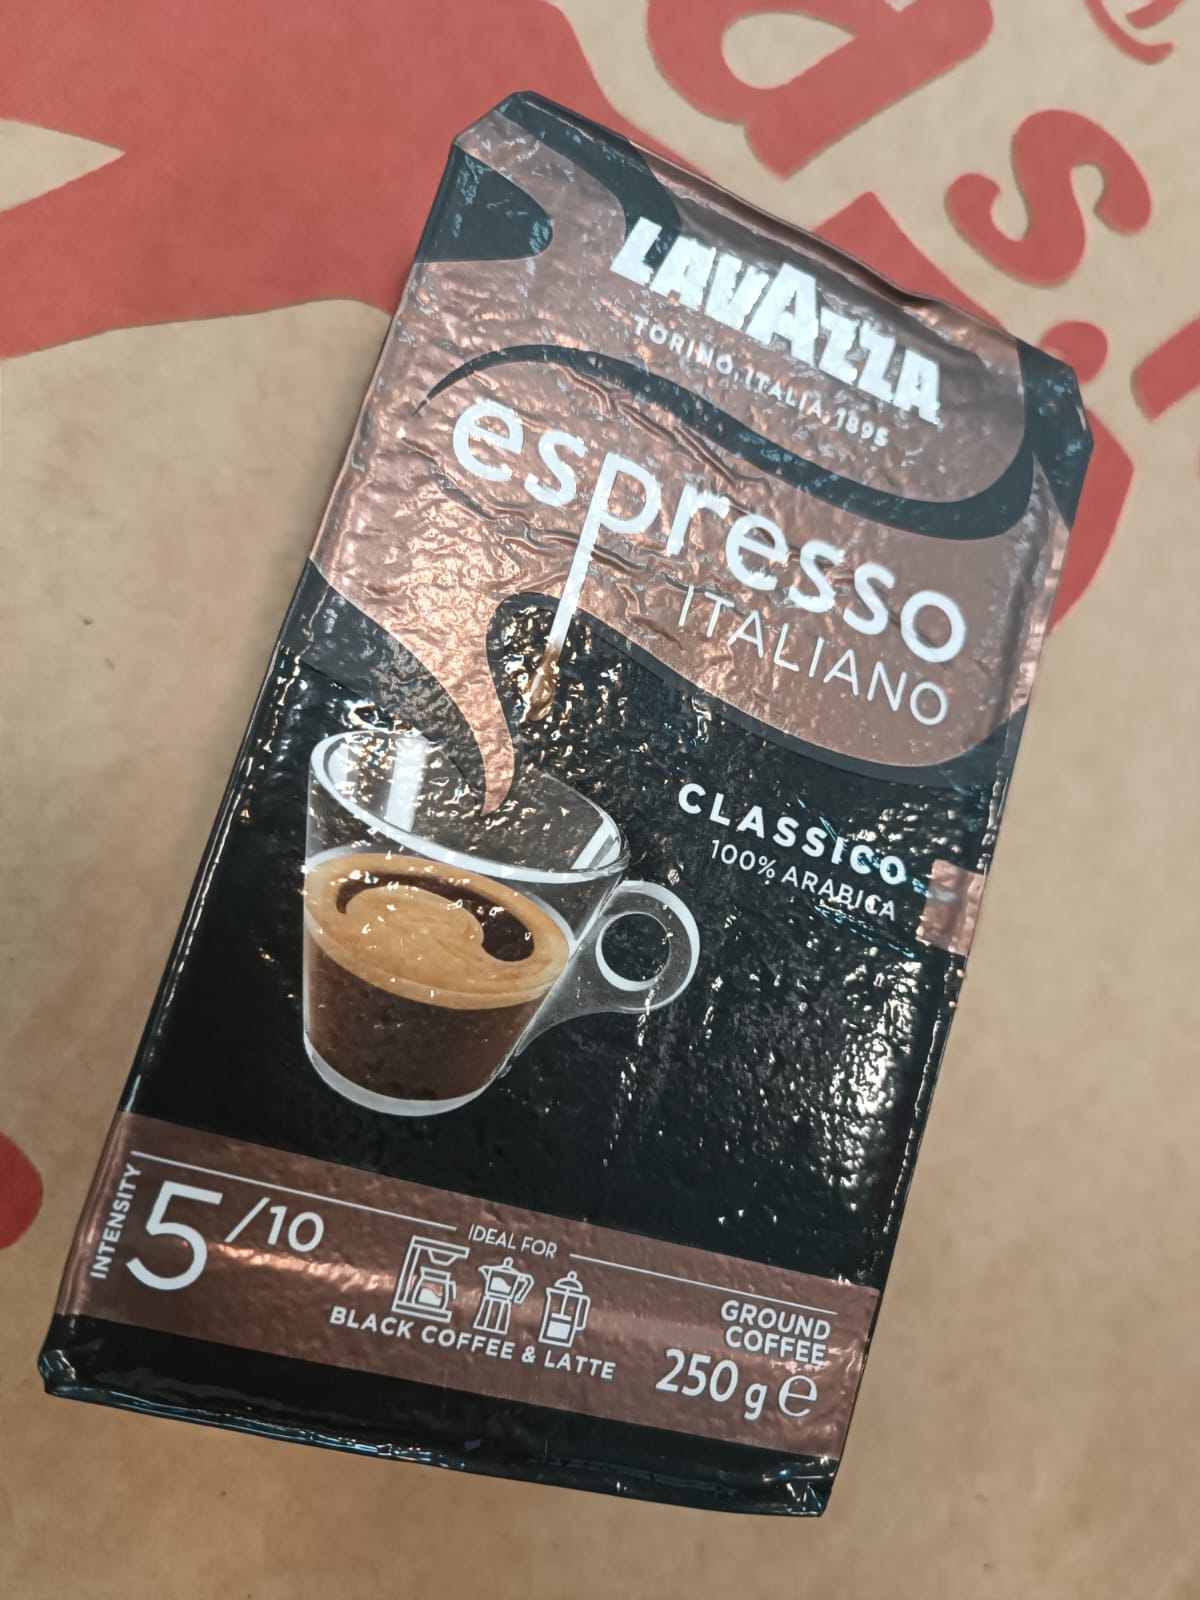 LAVAZZA
TORINO, ITALIA, 1895
espresso
ITALIANO
CLASSICO
100% ARABICA
INTENSITY
5/10
IDEAL FOR
BLACK COFFEE & LATTE
GROUND
COFFEE
250 g e